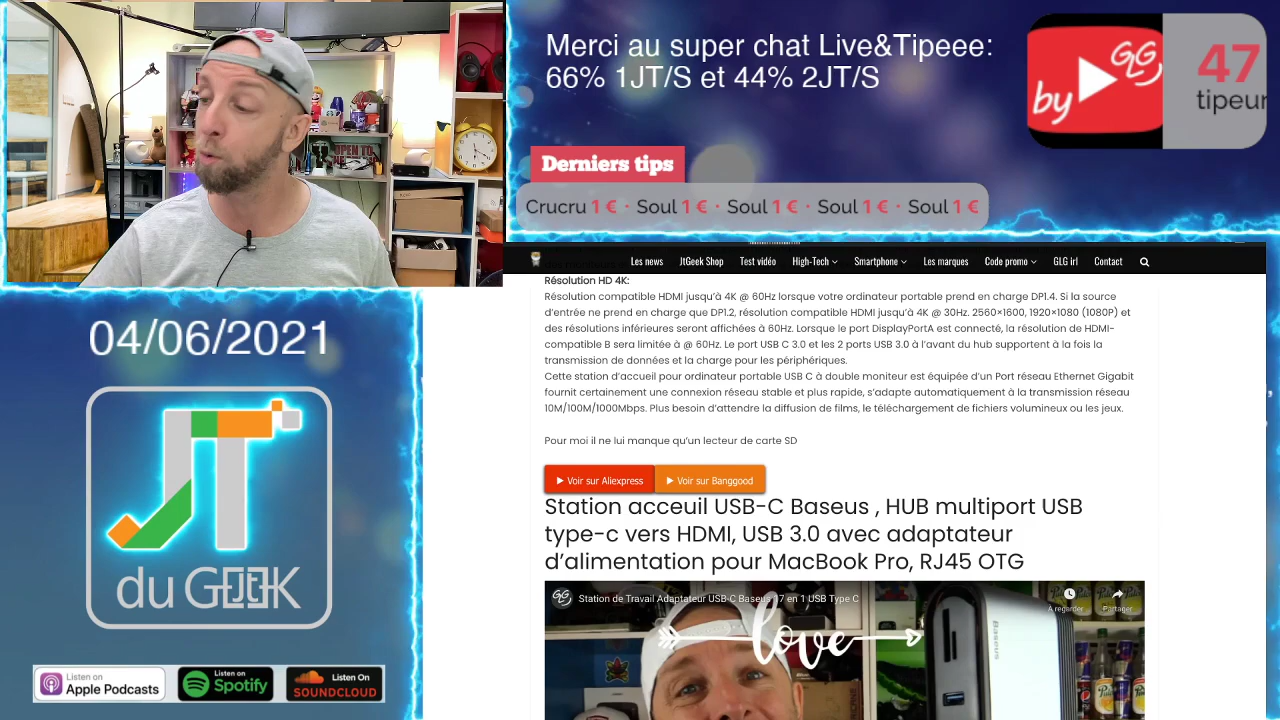 Merci au super chat Live&Tipeee:
66% 1JT/S et 44% 2JT/S
by GLG
47
tipeur
Derniers tips
Crucru 1 € · Soul 1 € · Soul 1 € · Soul 1 € · Soul 1 €
Les news JtGeek Shop Test vidéo High-Tech Smartphone Les marques Code promo GLG irl Contact
Résolution HD 4K:
Résolution compatible HDMI jusqu'à 4K @ 60Hz lorsque votre ordinateur portable prend en charge DP1.4. Si la source
d'entrée ne prend en charge que DP1.2, résolution compatible HDMI jusqu'à 4K @ 30Hz. 2560×1600, 1920×1080 (1080P) et
des résolutions inférieures seront affichées à 60Hz. Lorsque le port DisplayPortA est connecté, la résolution de HDMI-
compatible B sera limitée à @ 60Hz. Le port USB C 3.0 et les 2 ports USB 3.0 à l'avant du hub supportent à la fois la
transmission de données et la charge pour les périphériques.
Cette station d'accueil pour ordinateur portable USB C à double moniteur est équipée d'un Port réseau Ethernet Gigabit
fournit certainement une connexion réseau stable et plus rapide, s'adapte automatiquement à la transmission réseau
10M/100M/1000Mbps. Plus besoin d'attendre la diffusion de films, le téléchargement de fichiers volumineux ou les jeux.
Pour moi il ne lui manque qu'un lecteur de carte SD
Voir sur Aliexpress Voir sur Banggood
Station acceuil USB-C Baseus , HUB multiport USB
type-c vers HDMI, USB 3.0 avec adaptateur
d'alimentation pour MacBook Pro, RJ45 OTG
GLG Station de Travail Adaptateur USB-C Baseus 17 en 1 USB Type C
À regarder Partager
love
Baseus
04/06/2021
JT
du GEEK
Listen on
Apple Podcasts
Listen on
Spotify
Listen On
SOUNDCLOUD